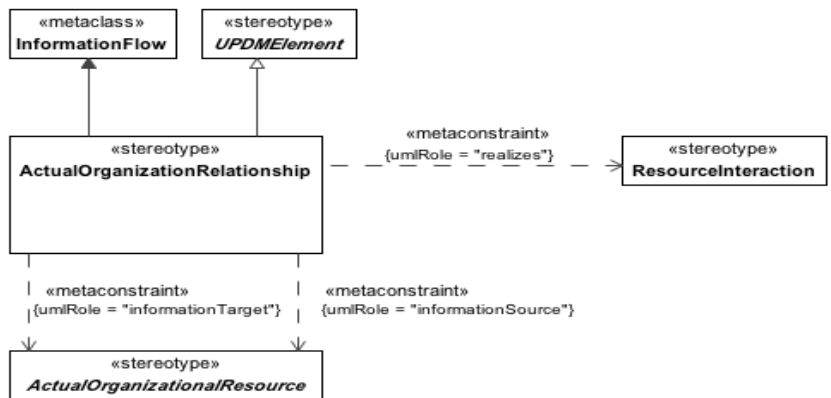 «metaclass»
InformationFlow
«stereotype»
UPDMElement
«stereotype»
ActualOrganizationRelationship
«metaconstraint»
{umlRole = "realizes"}
«stereotype»
ResourceInteraction
«metaconstraint»
{umlRole = "informationTarget"}
«metaconstraint»
{umlRole = "informationSource"}
«stereotype»
ActualOrganizationalResource